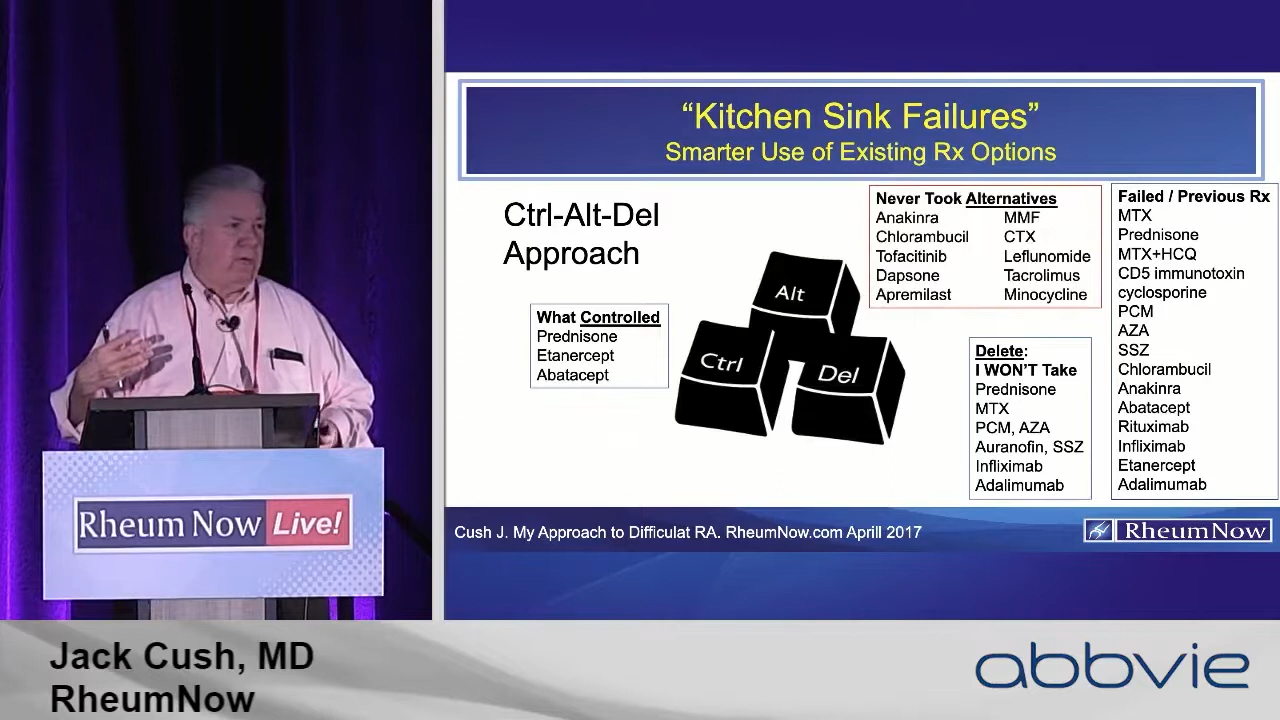 “Kitchen Sink Failures”
Smarter Use of Existing Rx Options
Ctrl-Alt-Del
Approach
What Controlled
Prednisone
Etanercept
Abatacept
Alt
Ctrl
Del
Never Took Alternatives
Anakinra MMF
Chlorambucil CTX
Tofacitinib Leflunomide
Dapsone Tacrolimus
Apremilast Minocycline
Delete:
I WON’T Take
Prednisone
MTX
PCM, AZA
Auranofin, SSZ
Infliximab
Adalimumab
Failed / Previous Rx
MTX
Prednisone
MTX+HCQ
CD5 immunotoxin
cyclosporine
PCM
AZA
SSZ
Chlorambucil
Anakinra
Abatacept
Rituximab
Infliximab
Etanercept
Adalimumab
Cush J. My Approach to Difficulat RA. RheumNow.com Aprill 2017
RheumNow
Rheum Now Live!
Jack Cush, MD
RheumNow
abbvie